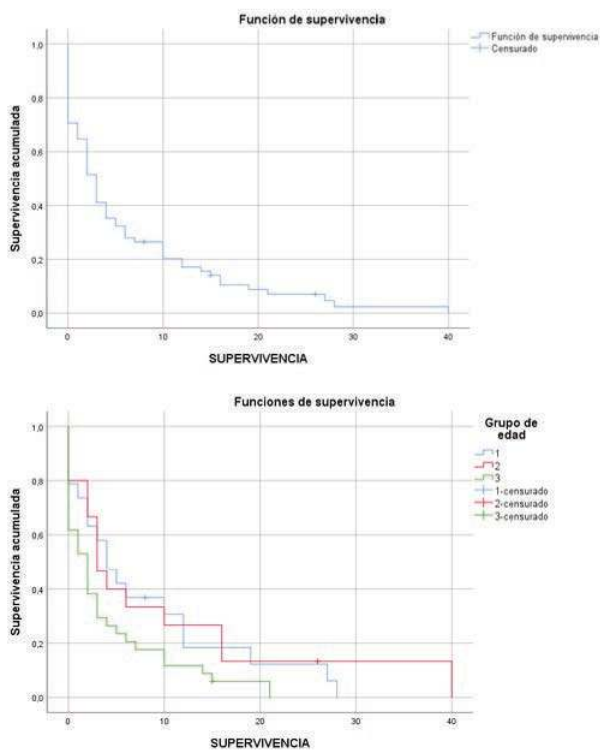 Función de supervivencia
Función de supervivencia
Censurado
1,0
0,8
0,6
0,4
0,2
0,0
Supervivencia acumulada
0
10
20
30
40
SUPERVIVENCIA
Funciones de supervivencia
Grupo de
edad
1
2
3
1-censurado
2-censurado
3-censurado
1,0
0,8
0,6
0,4
0,2
0,0
Supervivencia acumulada
0
10
20
30
40
SUPERVIVENCIA